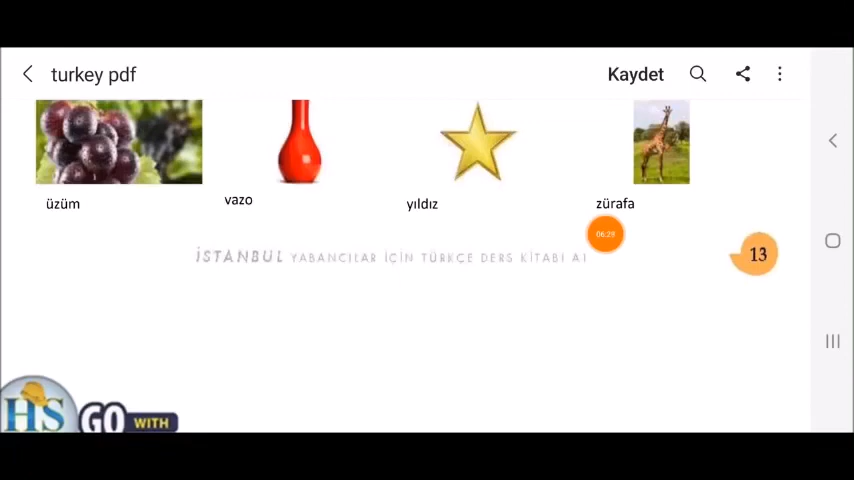 turkey pdf
Kaydet
üzüm
vazo
yıldız
zürafa
06:29
İSTANBUL YABANCILAR İÇİN TÜRKÇE DERS KİTABI A1
13
HS GO WITH